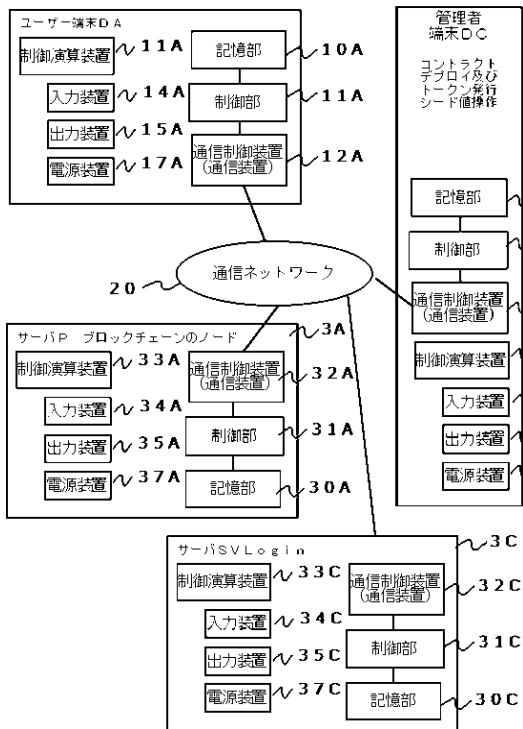 ユーザー端末DA
制御演算装置 11A
入力装置 14A
出力装置 15A
電源装置 17A
記憶部 10A
制御部 11A
通信制御装置
(通信装置) 12A
管理者
端末DC
コントラクト
デプロイ及び
トークン発行
シード値操作
記憶部
制御部
通信制御装置
(通信装置)
制御演算装置
入力装置
出力装置
電源装置
通信ネットワーク
20
サーバP ブロックチェーンのノード
3A
制御演算装置 33A
入力装置 34A
出力装置 35A
電源装置 37A
通信制御装置
(通信装置) 32A
制御部 31A
記憶部 30A
サーバSVLogin
3C
制御演算装置 33C
入力装置 34C
出力装置 35C
電源装置 37C
通信制御装置
(通信装置) 32C
制御部 31C
記憶部 30C